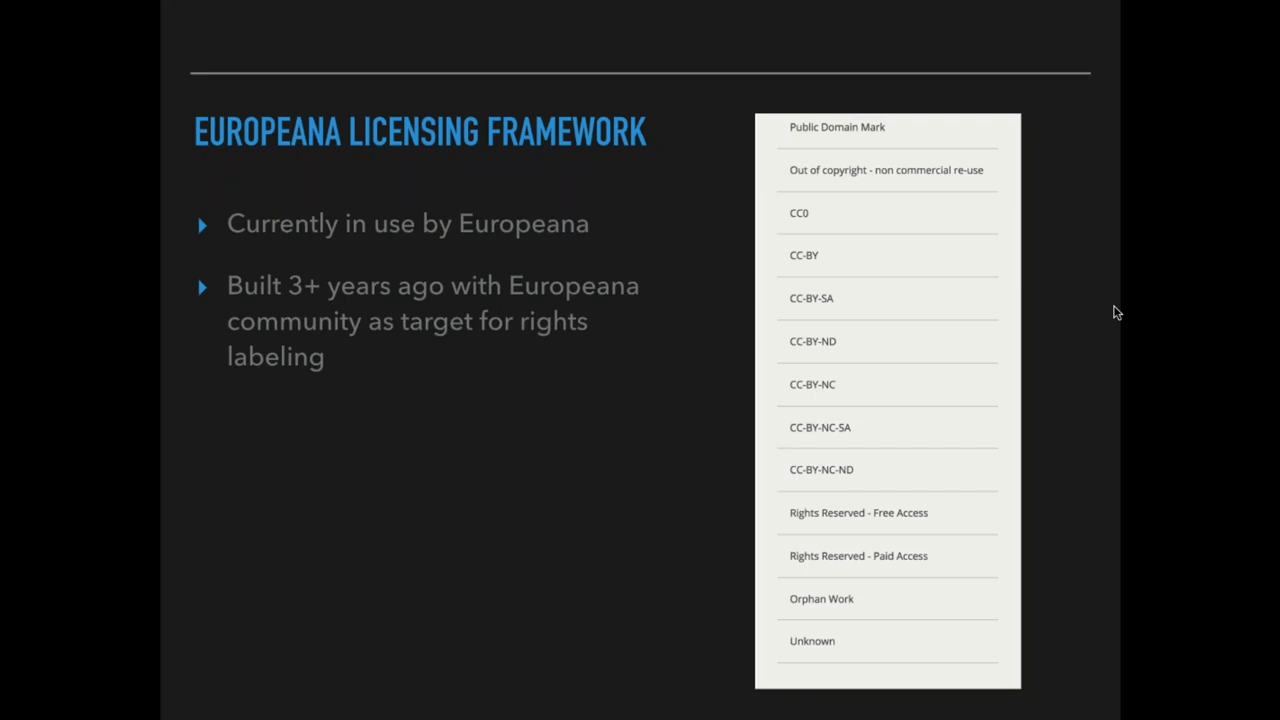 EUROPEANA LICENSING FRAMEWORK
Currently in use by Europeana
Built 3+ years ago with Europeana
community as target for rights
labeling
Public Domain Mark
Out of copyright - non commercial re-use
CC0
CC-BY
CC-BY-SA
CC-BY-ND
CC-BY-NC
CC-BY-NC-SA
CC-BY-NC-ND
Rights Reserved - Free Access
Rights Reserved - Paid Access
Orphan Work
Unknown